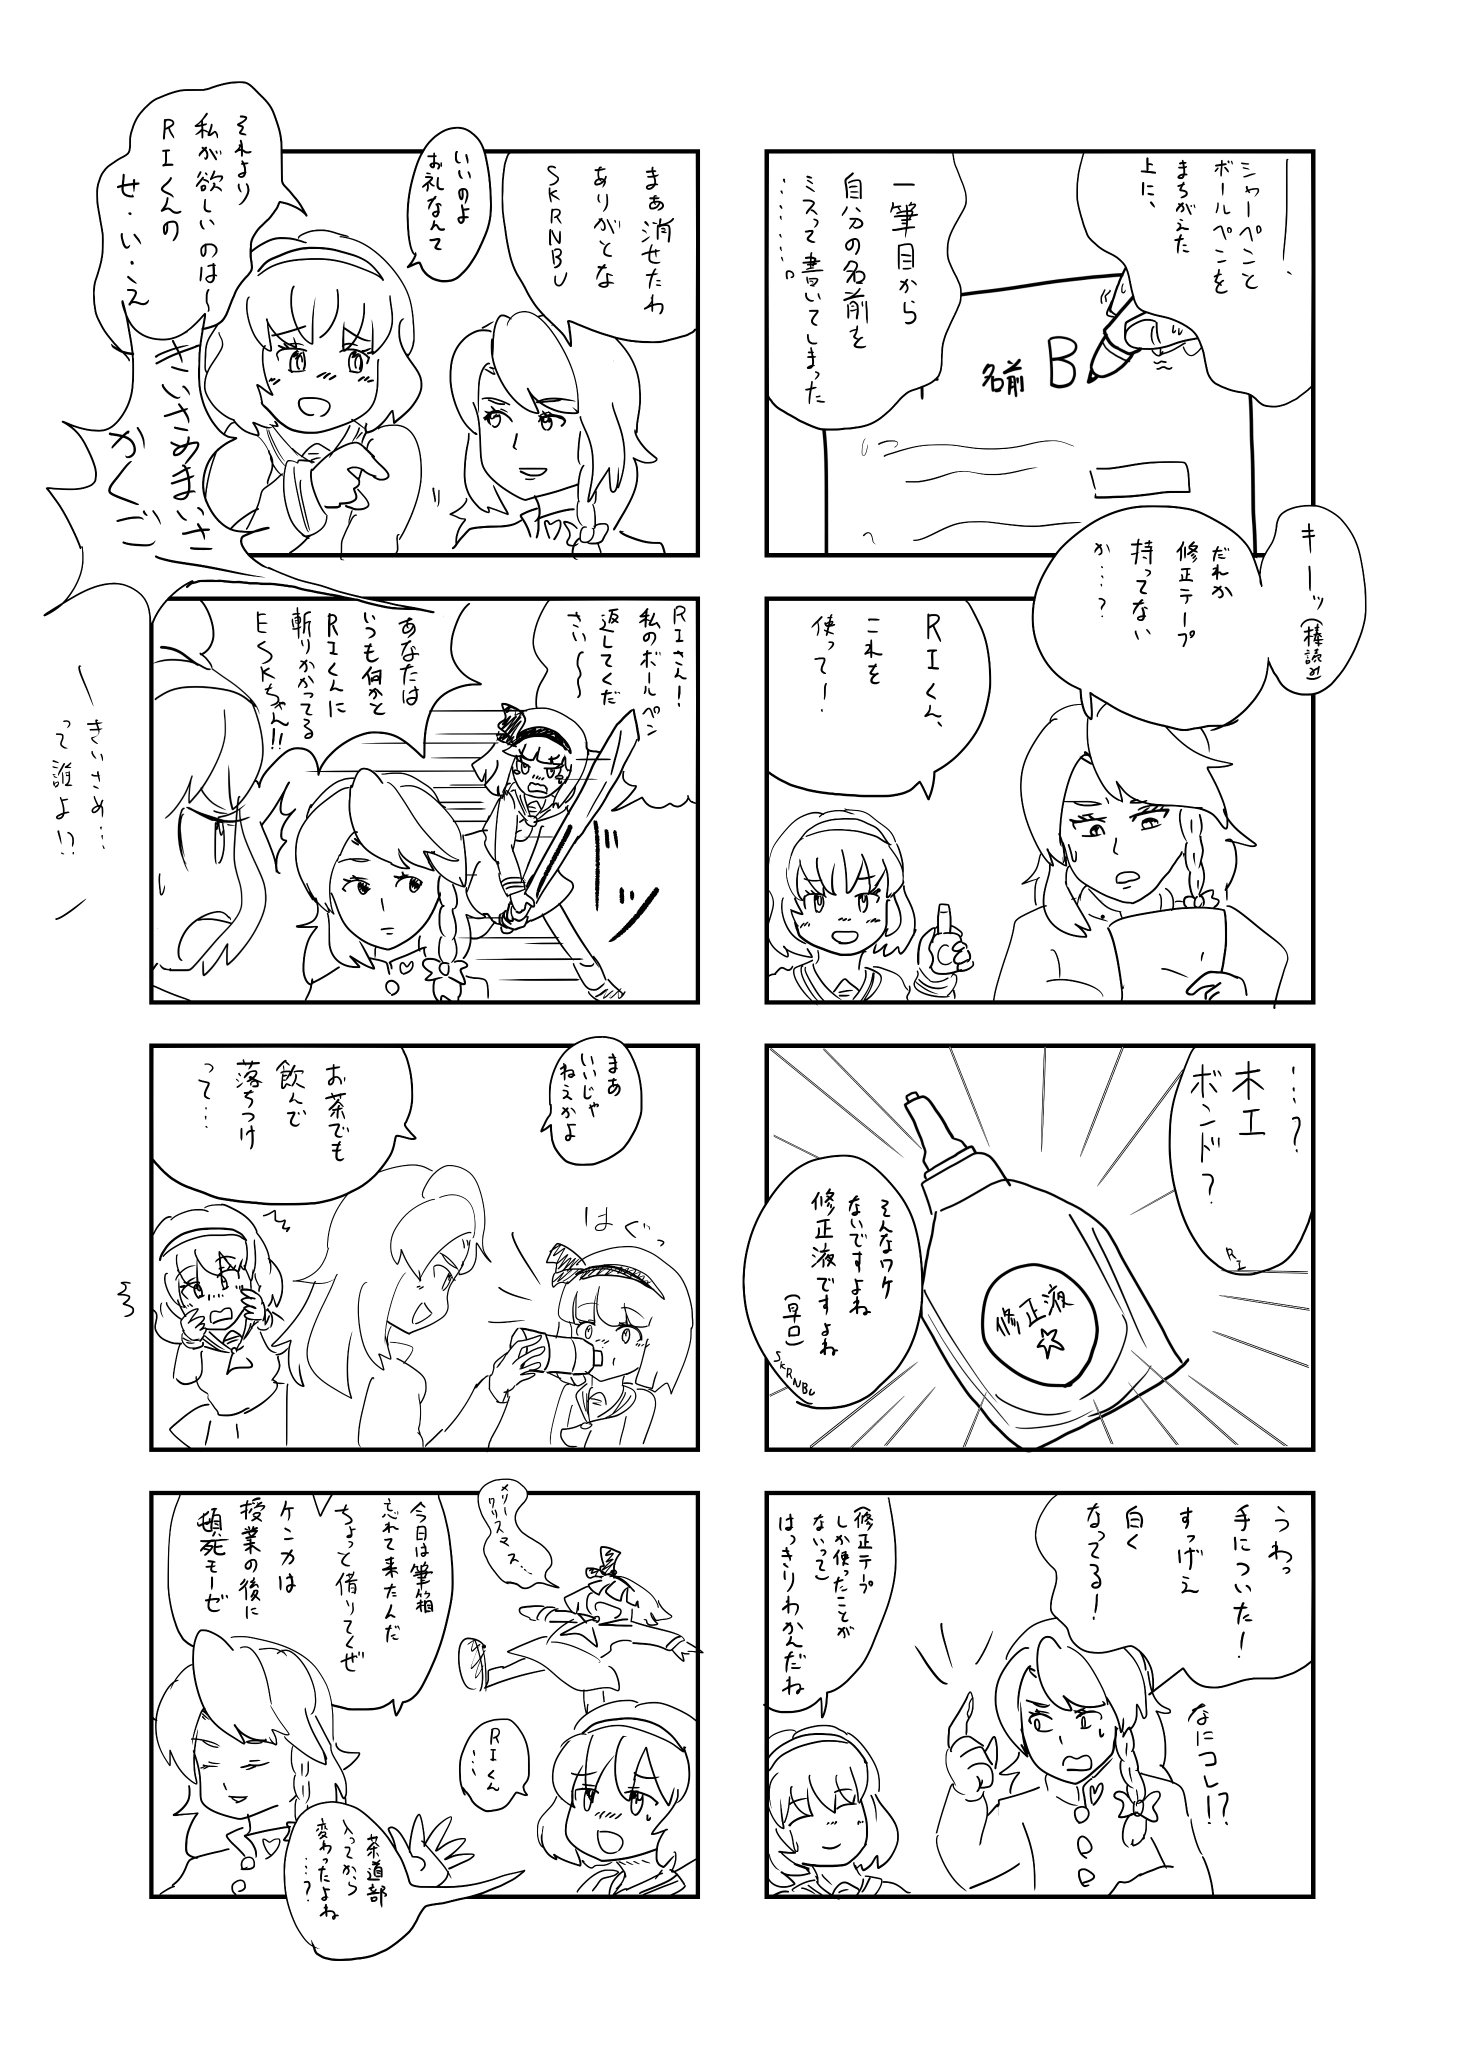 シャーペンと
ボールペンを
まちがえた
上に、
一筆目から
自分の名前を
ミスって書いてしまった
………。
名前 B
キーッ(棒読み)
だれか
修正テープ
持ってない
か…?
RIくん、
これを
使って!
…?
木工
ボンド?
RI
修正液
☆
そんなワケ
ないですよね
修正液ですよね
(早口)
SKRNBU
うわっ
手についた!
すっげえ
白く
なってる!
なにコレ!?
(修正テープ
しか使ったことが
ないって)
はっきりわかんだね
まぁ消せたわ
ありがとな
SKRNBU
いいのよ
お礼なんて
それより
私が欲しいのは〜
RIくんの
せ・い・え
きいさめまいさ
かくご
RIさん!
私のボールペン
返してくだ
さい〜〜
あなたは
いつも何かと
RIくんに
斬りかかってる
ESKちゃん!!
バッ
きいさめ…
って誰よ!?
まぁ
いいじゃ
ねえかよ
お茶でも
飲んで
落ちつけ
って…
はぐっ
メリー
クリスマス…
今日は筆箱
忘れて来たんだ
ちょっと借りてくぜ
ケンカは
授業の後に
頓死モーゼ
RIくん
…
茶道部
入ってから
変わったよね
…?